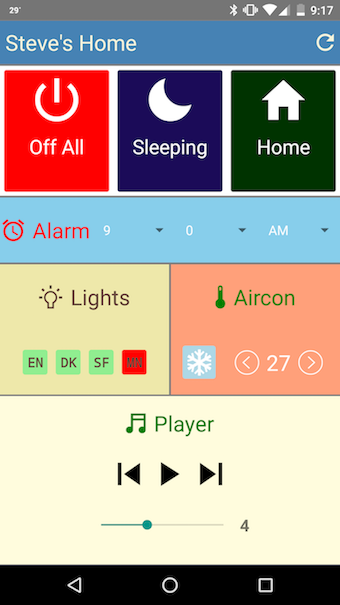 29°
9:17
Steve's Home
Off All
Sleeping
Home
Alarm 9 0 AM
Lights
Aircon
EN DK SF
27
Player
4